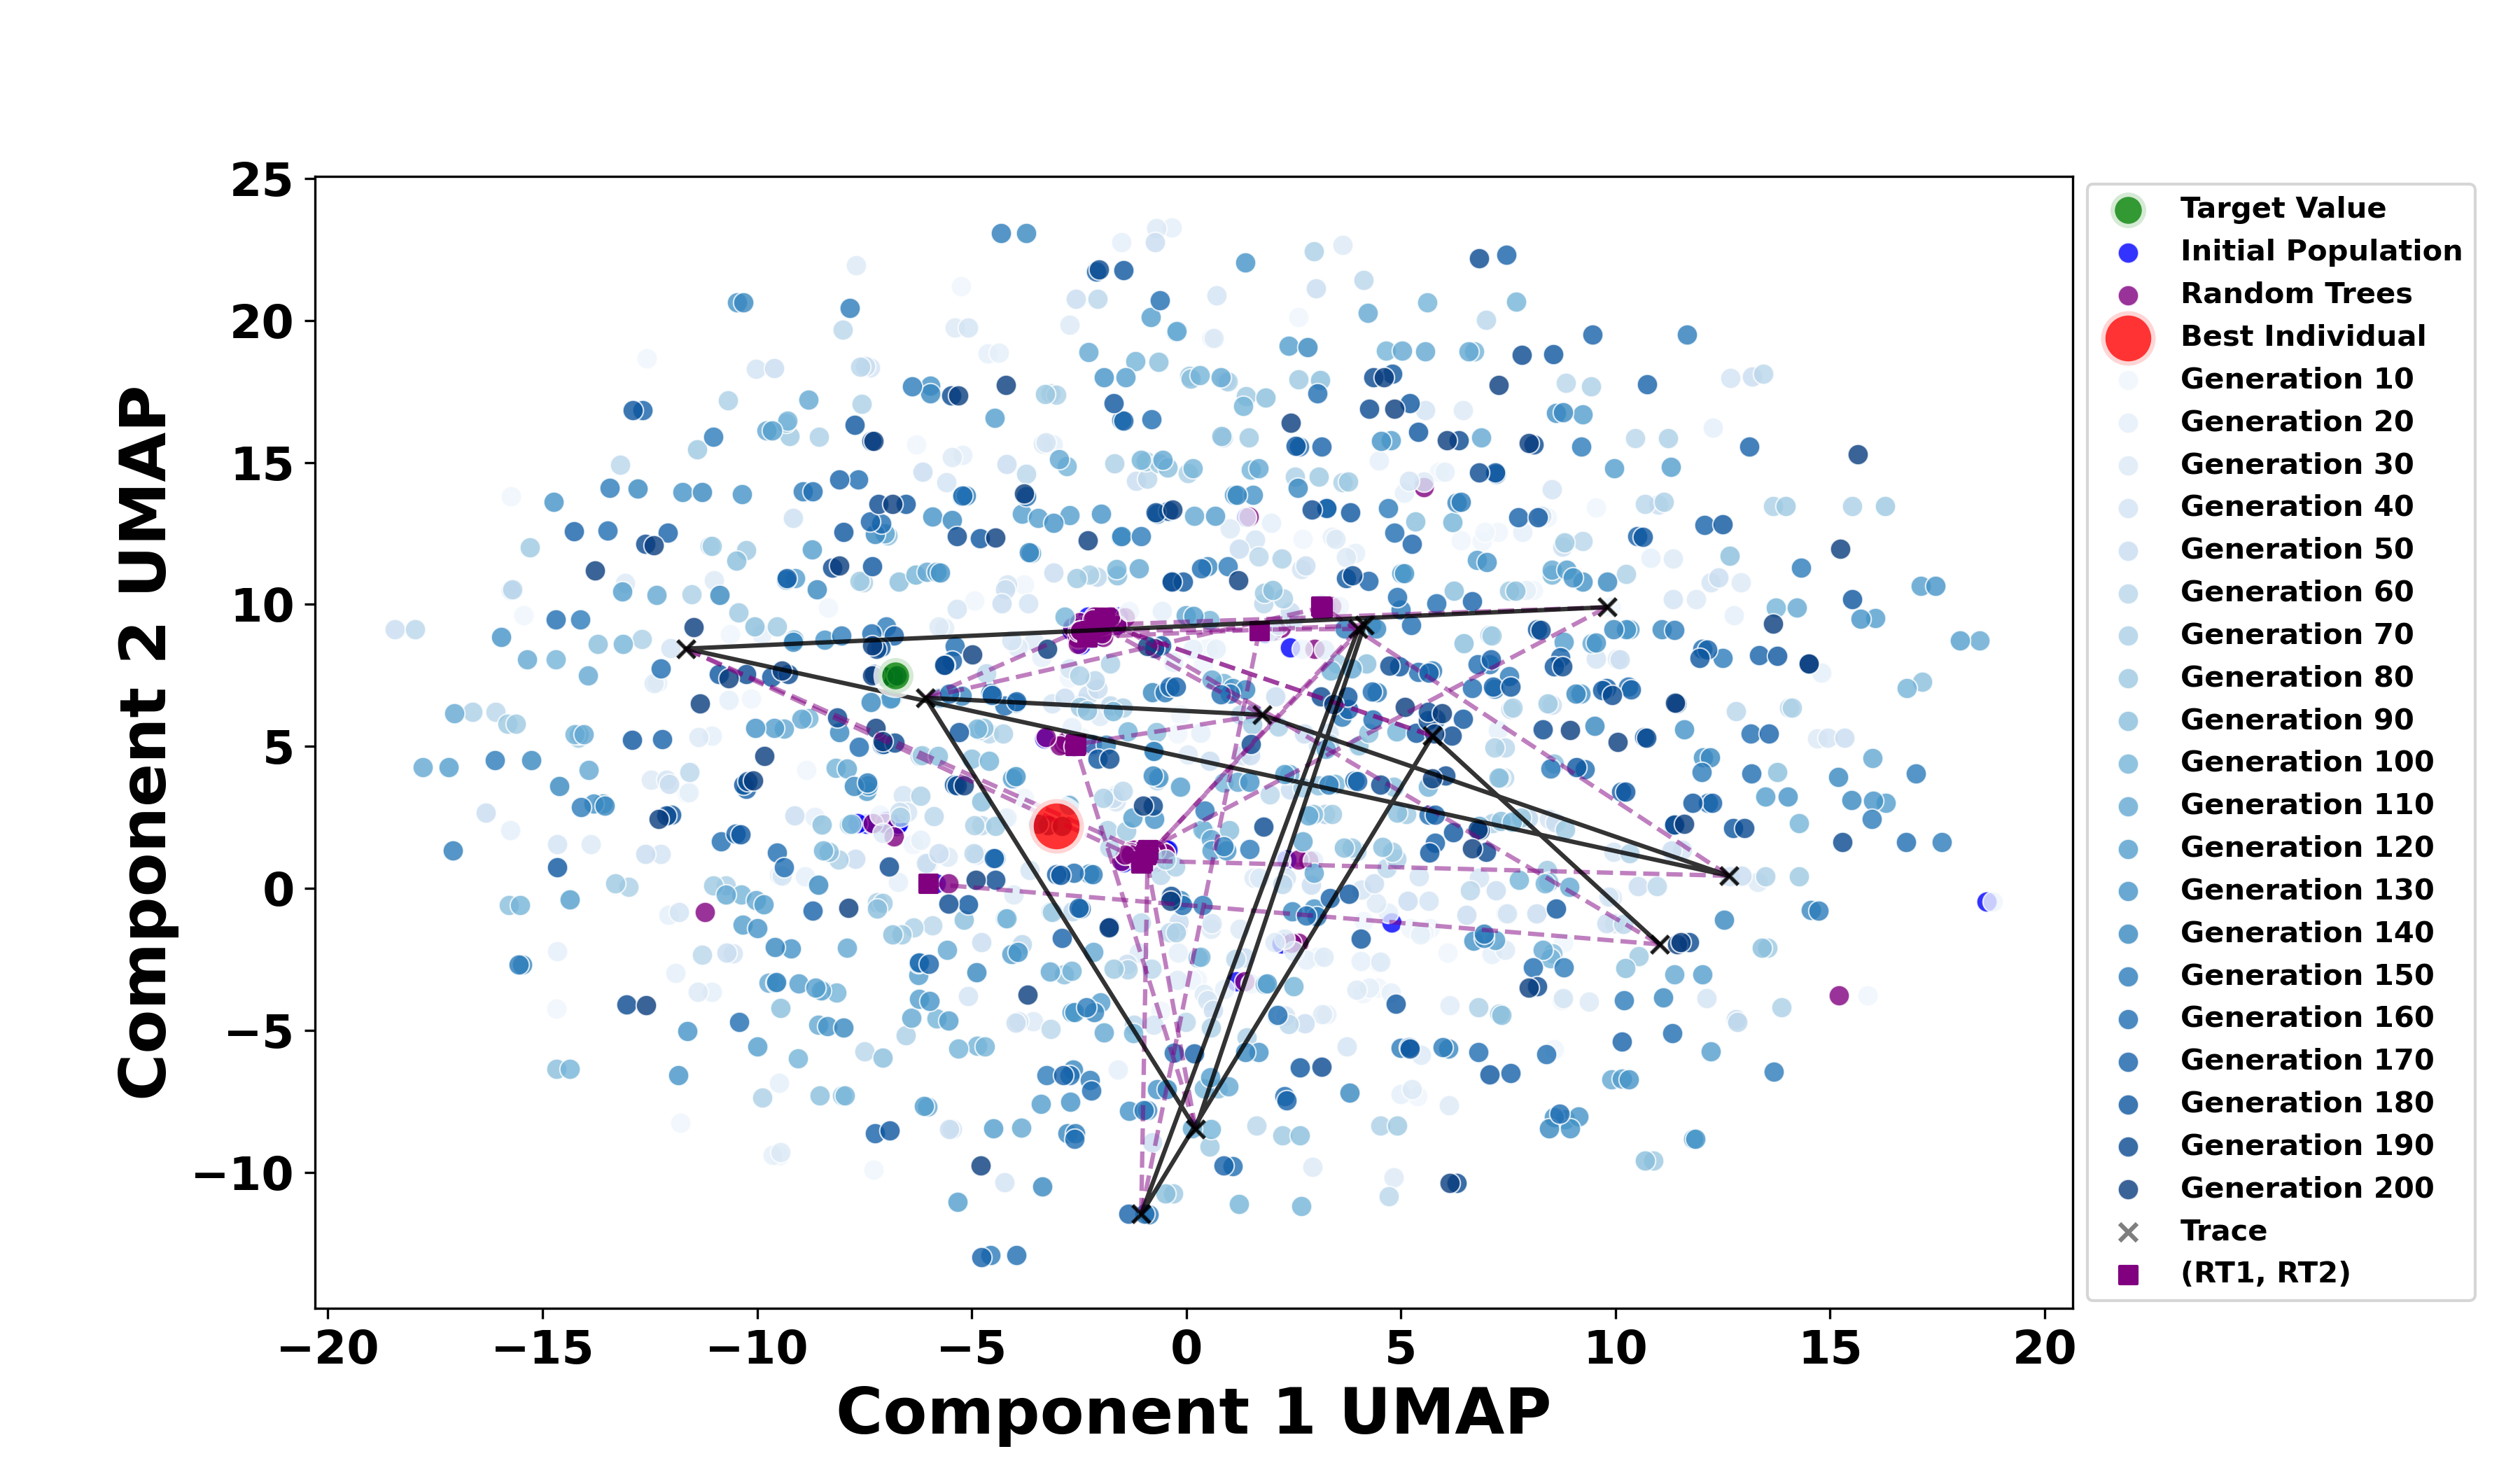 25
20
15
10
5
0
−5
−10
Component 2 UMAP
−20
−15
−10
−5
0
5
10
15
20
Component 1 UMAP
Target Value
Initial Population
Random Trees
Best Individual
Generation 10
Generation 20
Generation 30
Generation 40
Generation 50
Generation 60
Generation 70
Generation 80
Generation 90
Generation 100
Generation 110
Generation 120
Generation 130
Generation 140
Generation 150
Generation 160
Generation 170
Generation 180
Generation 190
Generation 200
Trace
(RT1, RT2)